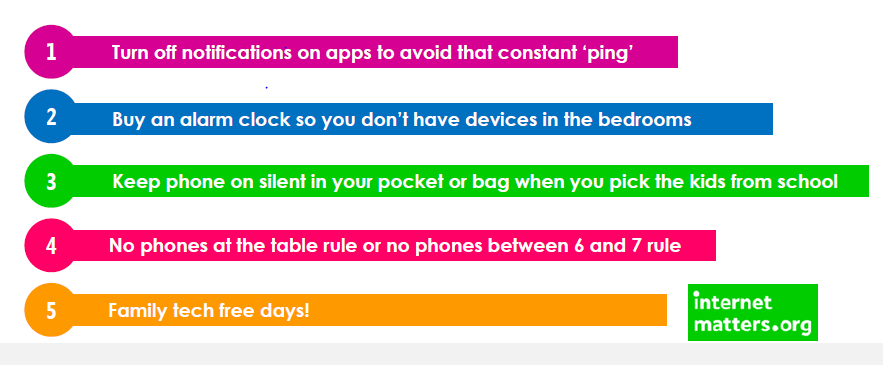 1 Turn off notifications on apps to avoid that constant ‘ping’
2 Buy an alarm clock so you don’t have devices in the bedrooms
3 Keep phone on silent in your pocket or bag when you pick the kids from school
4 No phones at the table rule or no phones between 6 and 7 rule
5 Family tech free days!
internet
matters.org